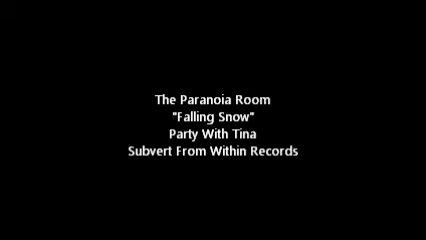 The Paranoia Room
"Falling Snow"
Party With Tina
Subvert From Within Records